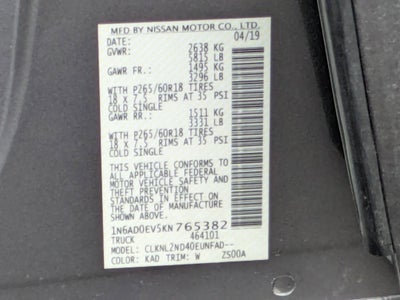 MFD BY NISSAN MOTOR CO., LTD.
DATE: 04/19
GVWR: 2638 KG
5815 LB
GAWR FR: 1495 KG
3296 LB
WITH P265/60R18 TIRES
18 X 7.5 RIMS AT 35 PSI
COLD SINGLE
GAWR RR: 1511 KG
3331 LB
WITH P265/60R18 TIRES
18 X 7.5 RIMS AT 35 PSI
COLD SINGLE
THIS VEHICLE CONFORMS TO ALL
APPLICABLE FEDERAL MOTOR
VEHICLE SAFETY AND
THEFT PREVENTION
STANDARDS IN EFFECT ON THE
DATE OF MANUFACTURE
SHOWN ABOVE.
1N6AD0EV5KN765382
TRUCK 464101
MODEL: CLKNL2ND40EUNFAD--
COLOR: KAD TRIM: W ZS00A